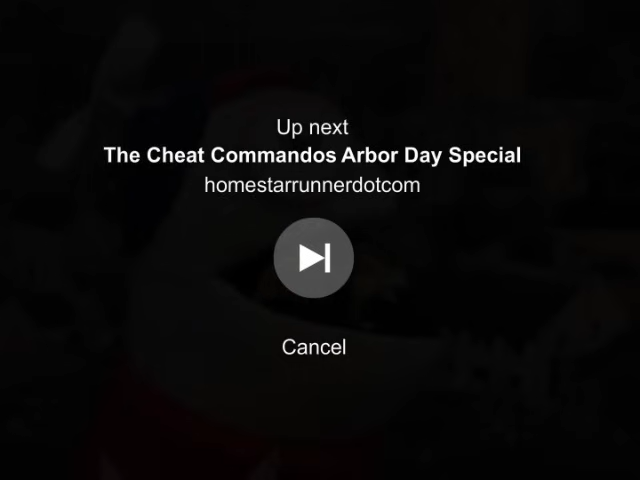 Up next
The Cheat Commandos Arbor Day Special
homestarrunnerdotcom
Cancel